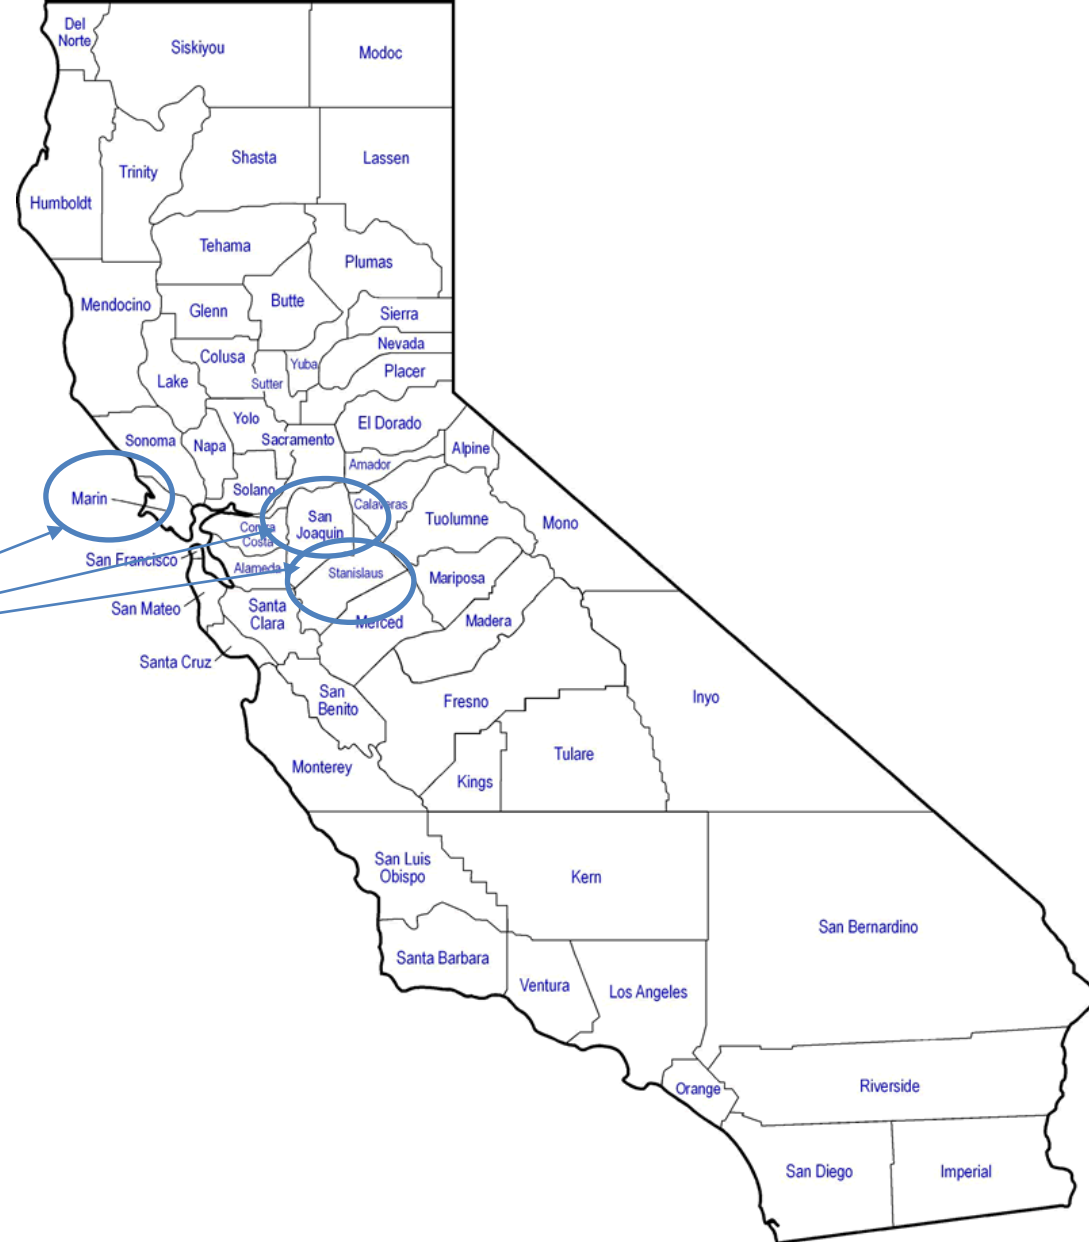 Del
Norte
Siskiyou
Modoc
Shasta
Lassen
Trinity
Humboldt
Tehama
Plumas
Mendocino
Glenn
Butte
Sierra
Nevada
Colusa
Yuba
Placer
Lake
Sutter
Yolo
El Dorado
Sonoma
Napa
Sacramento
Alpine
Amador
Solano
Marin
Calaveras
San
Joaquin
Tuolumne
Mono
Contra
Costa
San Francisco
Alameda
Stanislaus
Mariposa
San Mateo
Santa
Clara
Merced
Madera
Santa Cruz
San
Benito
Fresno
Inyo
Monterey
Kings
Tulare
San Luis
Obispo
Kern
San Bernardino
Santa Barbara
Ventura
Los Angeles
Orange
Riverside
San Diego
Imperial